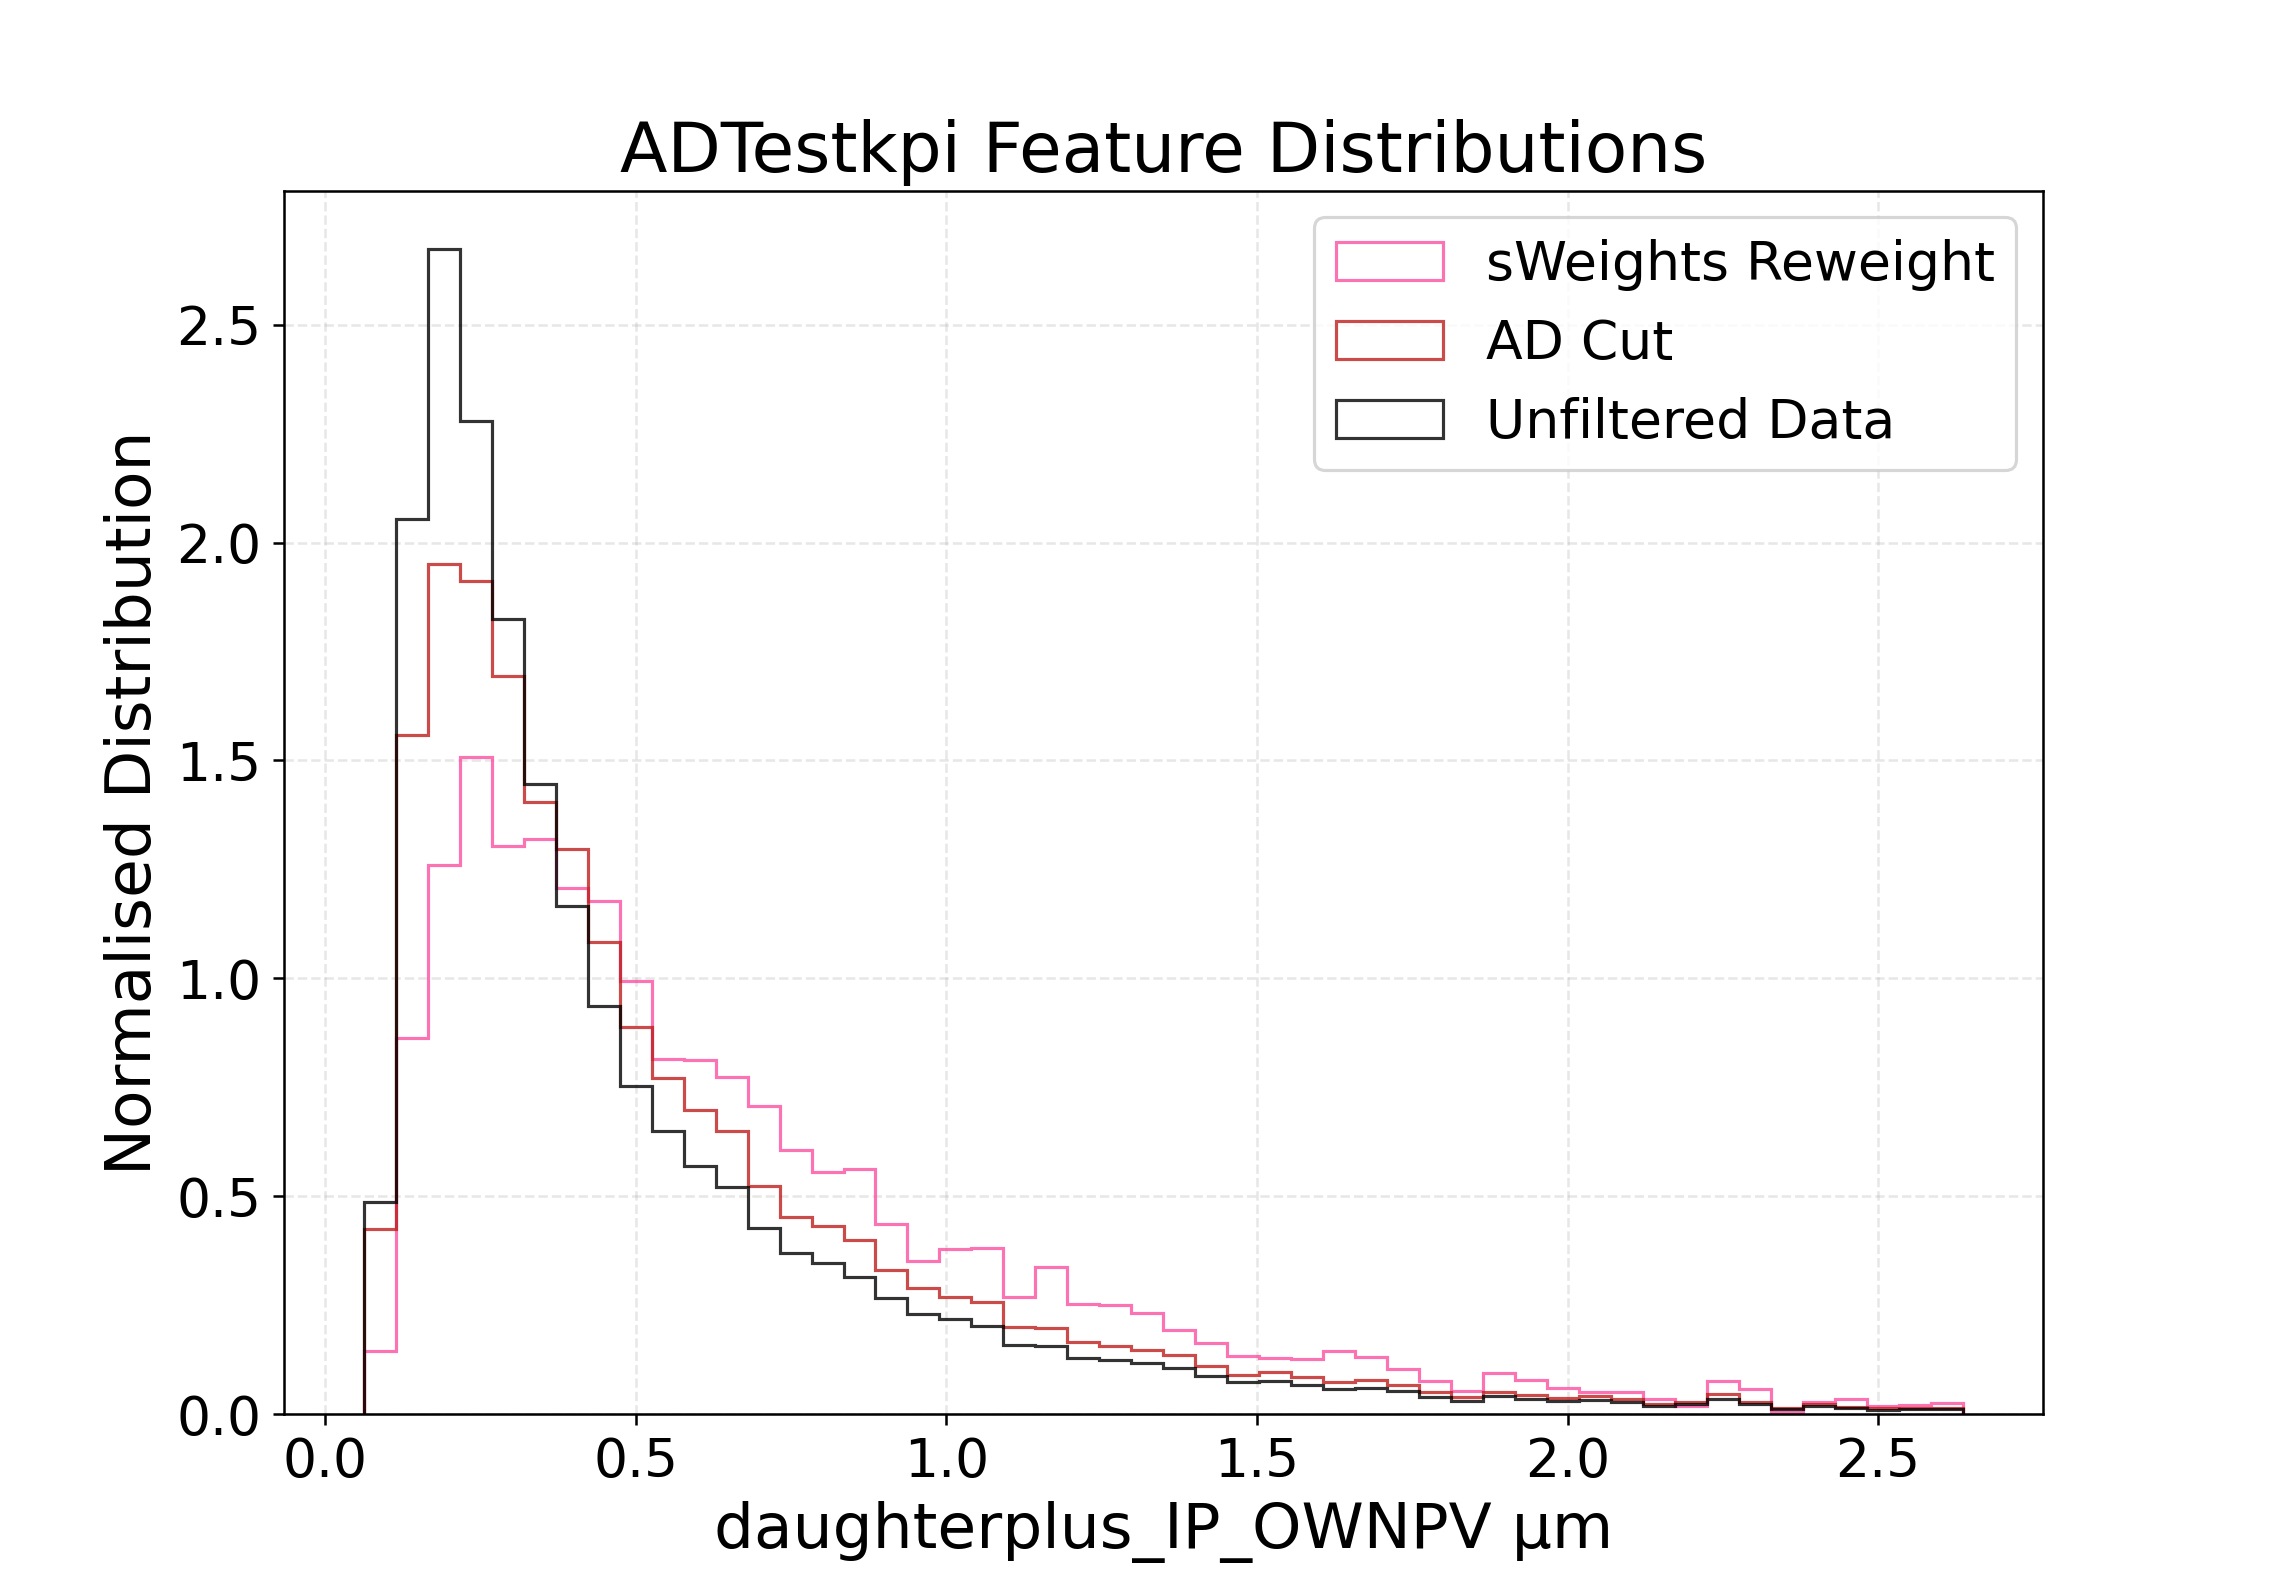 ADTestkpi Feature Distributions
sWeights Reweight
AD Cut
Unfiltered Data
Normalised Distribution
2.5
2.0
1.5
1.0
0.5
0.0
0.0 0.5 1.0 1.5 2.0 2.5
daughterplus_IP_OWNPV µm